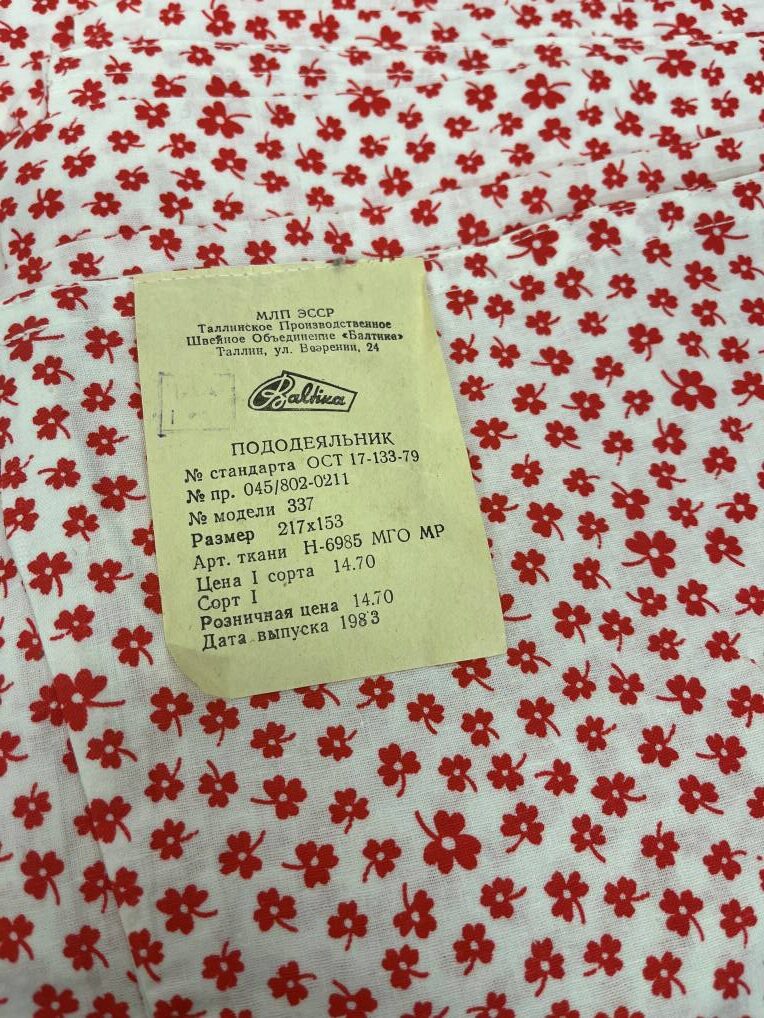 МЛП ЭССР
Таллинское Производственное
Швейное Объединение «Балтика»
Таллин, ул. Вээренни, 24
Baltika
ПОДОДЕЯЛЬНИК
№ стандарта ОСТ 17-133-79
№ пр. 045/802-0211
№ модели 337
Размер 217х153
Арт. ткани Н-6985 МГО МР
Цена I сорта 14.70
Сорт I
Розничная цена 14.70
Дата выпуска 1983